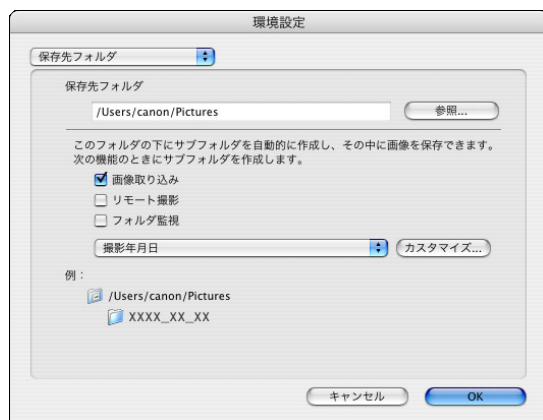 環境設定
保存先フォルダ
保存先フォルダ
/Users/canon/Pictures
参照...
このフォルダの下にサブフォルダを自動的に作成し、その中に画像を保存できます。
次の機能のときにサブフォルダを作成します。
画像取り込み
リモート撮影
フォルダ監視
撮影年月日
カスタマイズ...
例：
/Users/canon/Pictures
XXXX_XX_XX
キャンセル
OK